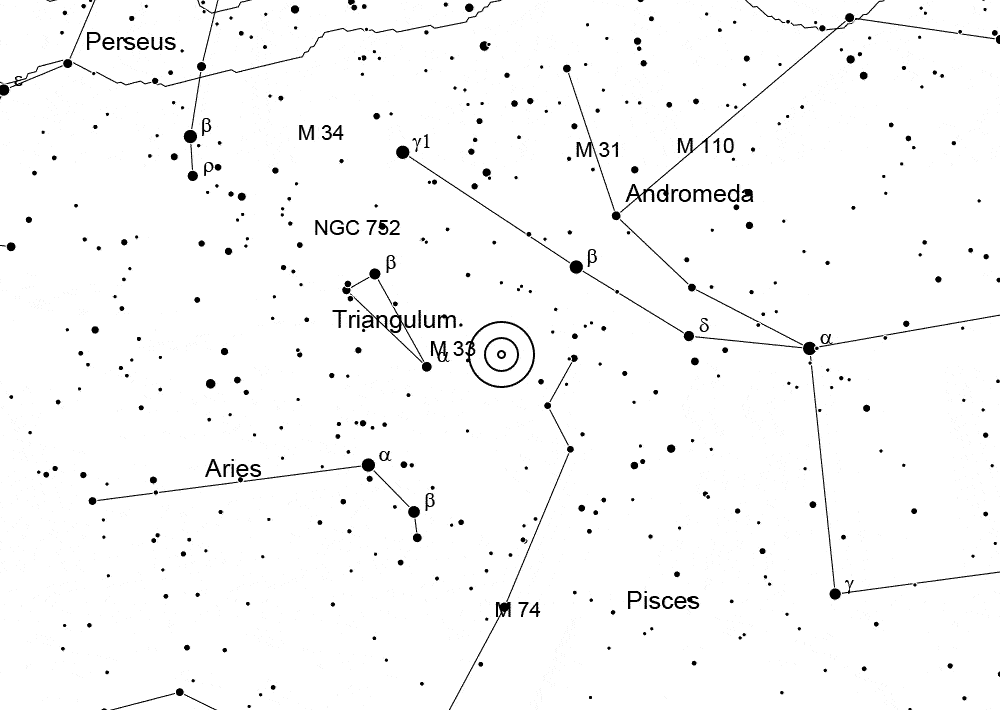 Perseus
ε
β
ρ
M 34
γ1
M 31
M 110
Andromeda
NGC 752
β
β
Triangulum
δ
α
M 33
α
Aries
α
β
γ
M 74
Pisces